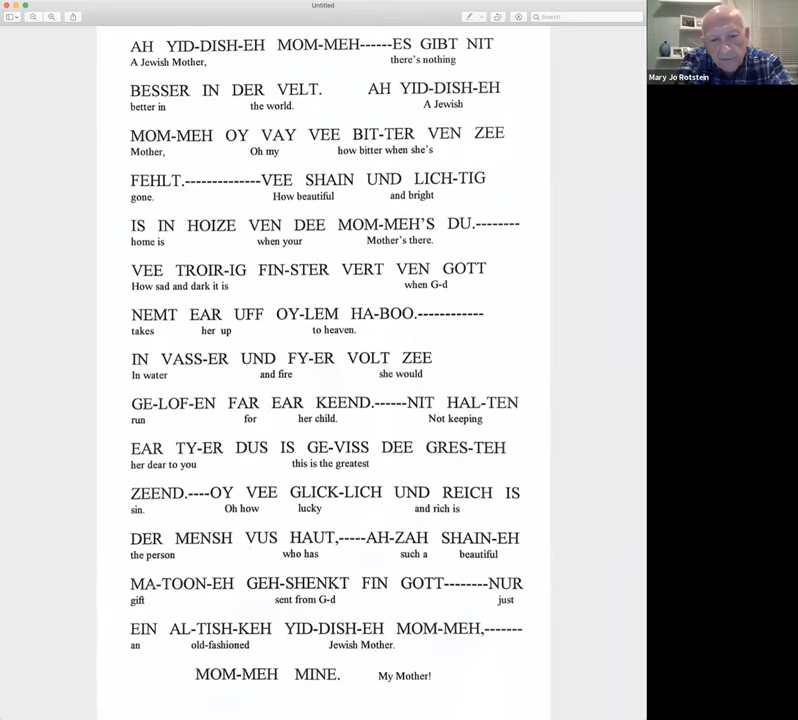 Untitled
Search
Mary Jo Rotstein
AH YID-DISH-EH MOM-MEH------ES GIBT NIT
A Jewish Mother, there's nothing
BESSER IN DER VELT. AH YID-DISH-EH
better in the world. A Jewish
MOM-MEH OY VAY VEE BIT-TER VEN ZEE
Mother, Oh my how bitter when she's
FEHLT.--------------VEE SHAIN UND LICH-TIG
gone. How beautiful and bright
IS IN HOIZE VEN DEE MOM-MEH'S DU.--------
home is when your Mother's there.
VEE TROIR-IG FIN-STER VERT VEN GOTT
How sad and dark it is when G-d
NEMT EAR UFF OY-LEM HA-BOO.------------
takes her up to heaven.
IN VASS-ER UND FY-ER VOLT ZEE
In water and fire she would
GE-LOF-EN FAR EAR KEEND.------NIT HAL-TEN
run for her child. Not keeping
EAR TY-ER DUS IS GE-VISS DEE GRES-TEH
her dear to you this is the greatest
ZEEND.----OY VEE GLICK-LICH UND REICH IS
sin. Oh how lucky and rich is
DER MENSH VUS HAUT,-----AH-ZAH SHAIN-EH
the person who has such a beautiful
MA-TOON-EH GEH-SHENKT FIN GOTT--------NUR
gift sent from G-d just
EIN AL-TISH-KEH YID-DISH-EH MOM-MEH,-------
an old-fashioned Jewish Mother.
MOM-MEH MINE. My Mother!